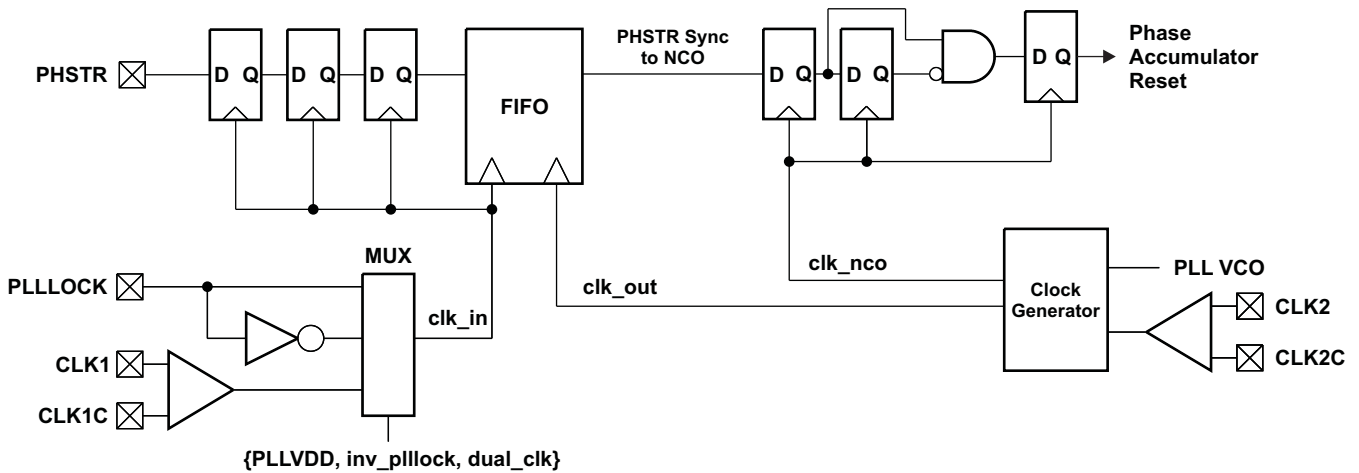 PHSTR
D Q
D Q
D Q
FIFO
PHSTR Sync
to NCO
D Q
D Q
D Q
Phase
Accumulator
Reset
PLLLOCK
MUX
clk_in
clk_out
clk_nco
Clock
Generator
PLL VCO
CLK2
CLK2C
CLK1
CLK1C
{PLLVDD, inv_plllock, dual_clk}